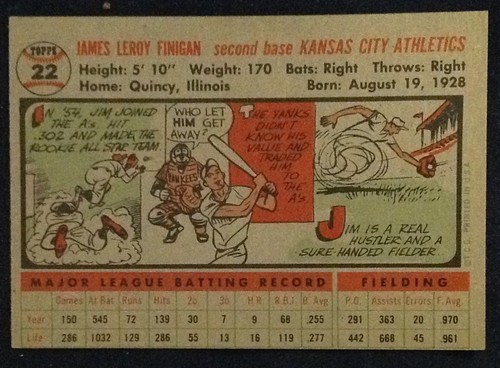 TOPPS
22
JAMES LEROY FINIGAN second base KANSAS CITY ATHLETICS
Height: 5' 10" Weight: 170 Bats: Right Throws: Right
Home: Quincy, Illinois Born: August 19, 1928
IN '54, JIM JOINED
THE A's, HIT
.302 AND MADE THE
ROOKIE ALL STAR TEAM.
WHO LET
HIM GET
AWAY?
YANKEES
THE YANKS
DIDN'T
KNOW HIS
VALUE AND
TRADED
HIM
TO THE
A's.
JIM IS A REAL
HUSTLER AND A
SURE-HANDED FIELDER.
T.C.G. PRINTED IN U.S.A.
MAJOR LEAGUE BATTING RECORD FIELDING
Games At Bat Runs Hits 2b 3b H.R. R.B.I. B. Avg. P.O. Assists Errors F. Avg.
Year 150 545 72 139 30 7 9 68 .255 291 363 20 .970
Life 286 1032 129 286 55 13 16 119 .277 442 668 45 .961